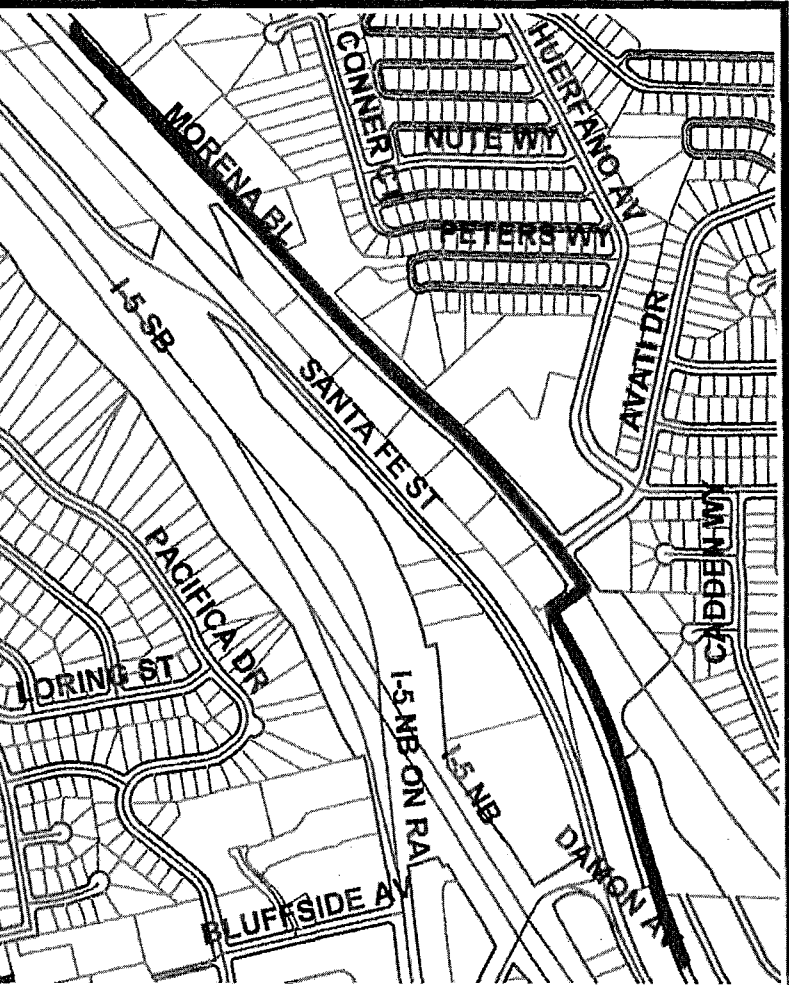 CONNER CT
HUERFANO AV
MORENA BL
NUTE WY
PETERS WY
I-5 SB
AVATI DR
SANTA FE ST
CADDEN WY
PACIFICA DR
LORING ST
I-5 NB ON RA
I-5 NB
DAMON AV
BLUFFSIDE AV